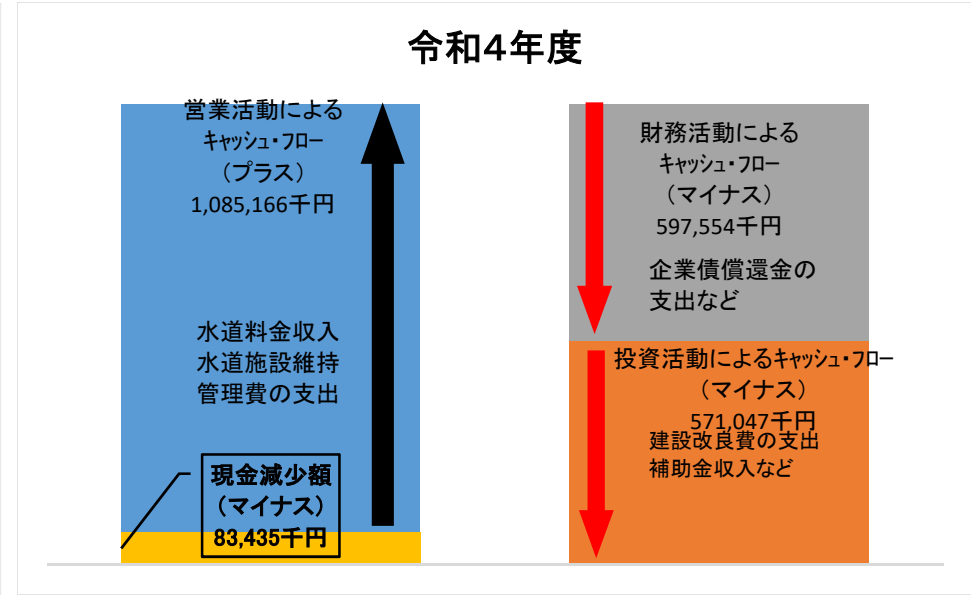 令和4年度
営業活動による
キャッシュ・フロー
（プラス）
1,085,166千円
水道料金収入
水道施設維持
管理費の支出
現金減少額
（マイナス）
83,435千円
財務活動による
キャッシュ・フロー
（マイナス）
597,554千円
企業債償還金の
支出など
投資活動によるキャッシュ・フロー
（マイナス）
571,047千円
建設改良費の支出
補助金収入など